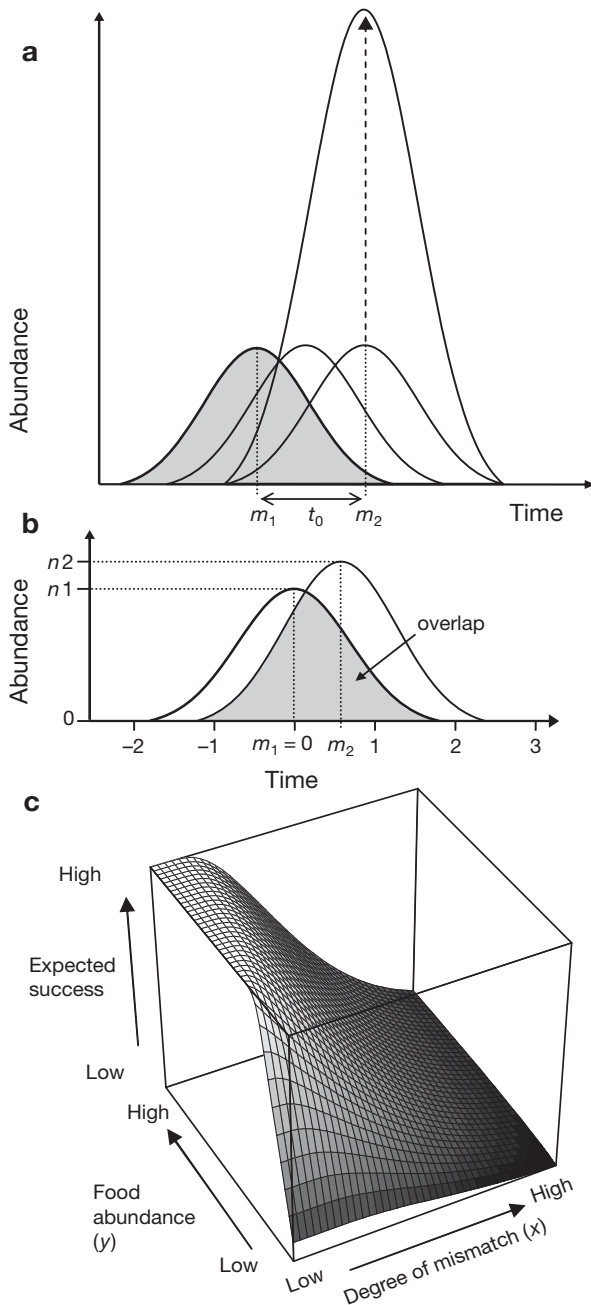 a
Abundance
m1 t0 m2
Time
b
n2
n1
0
Abundance
overlap
–2 –1 m1 = 0 m2 1 2 3
Time
c
High
Expected
success
Low
High
Food
abundance
(y)
Low
Low
Degree of mismatch (x)
High